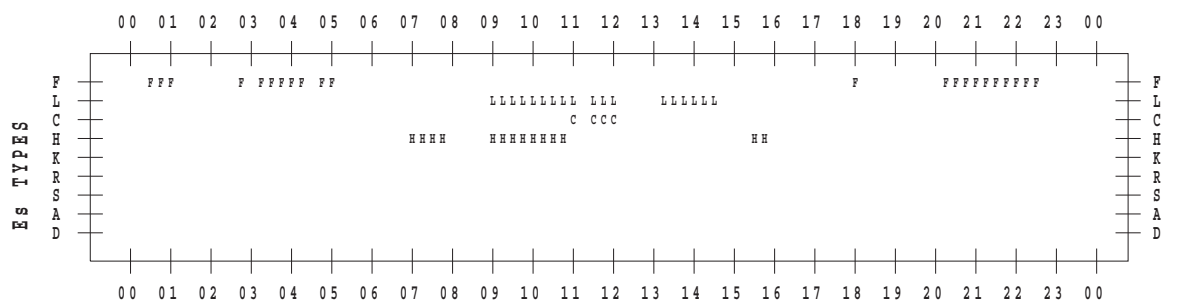 00 01 02 03 04 05 06 07 08 09 10 11 12 13 14 15 16 17 18 19 20 21 22 23 00
F FFF F FFFFF FF F FFFFFFFFFF F
L LLLLLLLLL LLL LLLLLL L
C C CCC C
H HHHH HHHHHHHH HH H
K K
R R
S S
A A
D D
Es TYPES
00 01 02 03 04 05 06 07 08 09 10 11 12 13 14 15 16 17 18 19 20 21 22 23 00